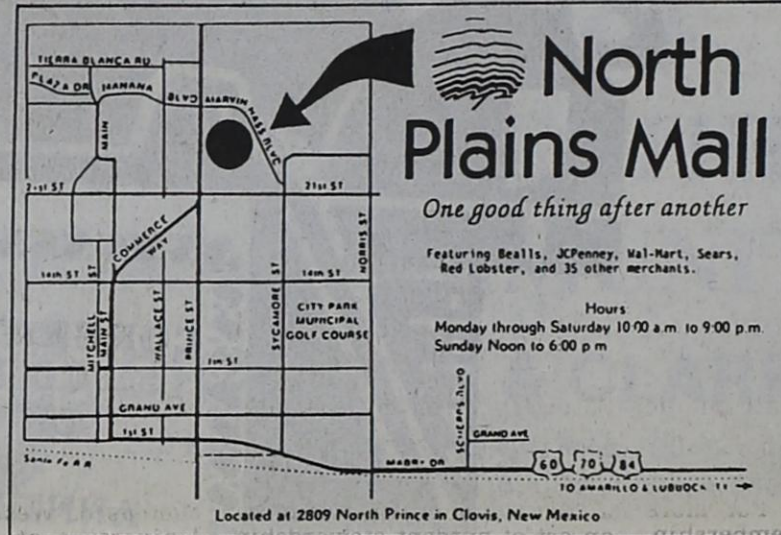 North
Plains Mall
One good thing after another
Featuring Bealls, JCPenney, Wal-Mart, Sears,
Red Lobster, and 35 other merchants.
Hours
Monday through Saturday 10:00 a.m. to 9:00 p.m.
Sunday Noon to 6:00 p m
TIERRA BLANCA RD
PLAZA DR
MANANA
BLVD
MARVIN HASS BLVD
MAIN
21st ST
21st ST
COMMERCE WAY
14th ST
14th ST
NORRIS ST
MITCHELL ST
MAIN ST
WALLACE ST
PRINCE ST
SYCAMORE ST
CITY PARK
MUNICIPAL
GOLF COURSE
7th ST
GRAND AVE
1st ST
Santa Fe R R
MABRY DR
GRAND AVE
60 70 84
TO AMARILLO & LUBBOCK TX
Located at 2809 North Prince in Clovis, New Mexico